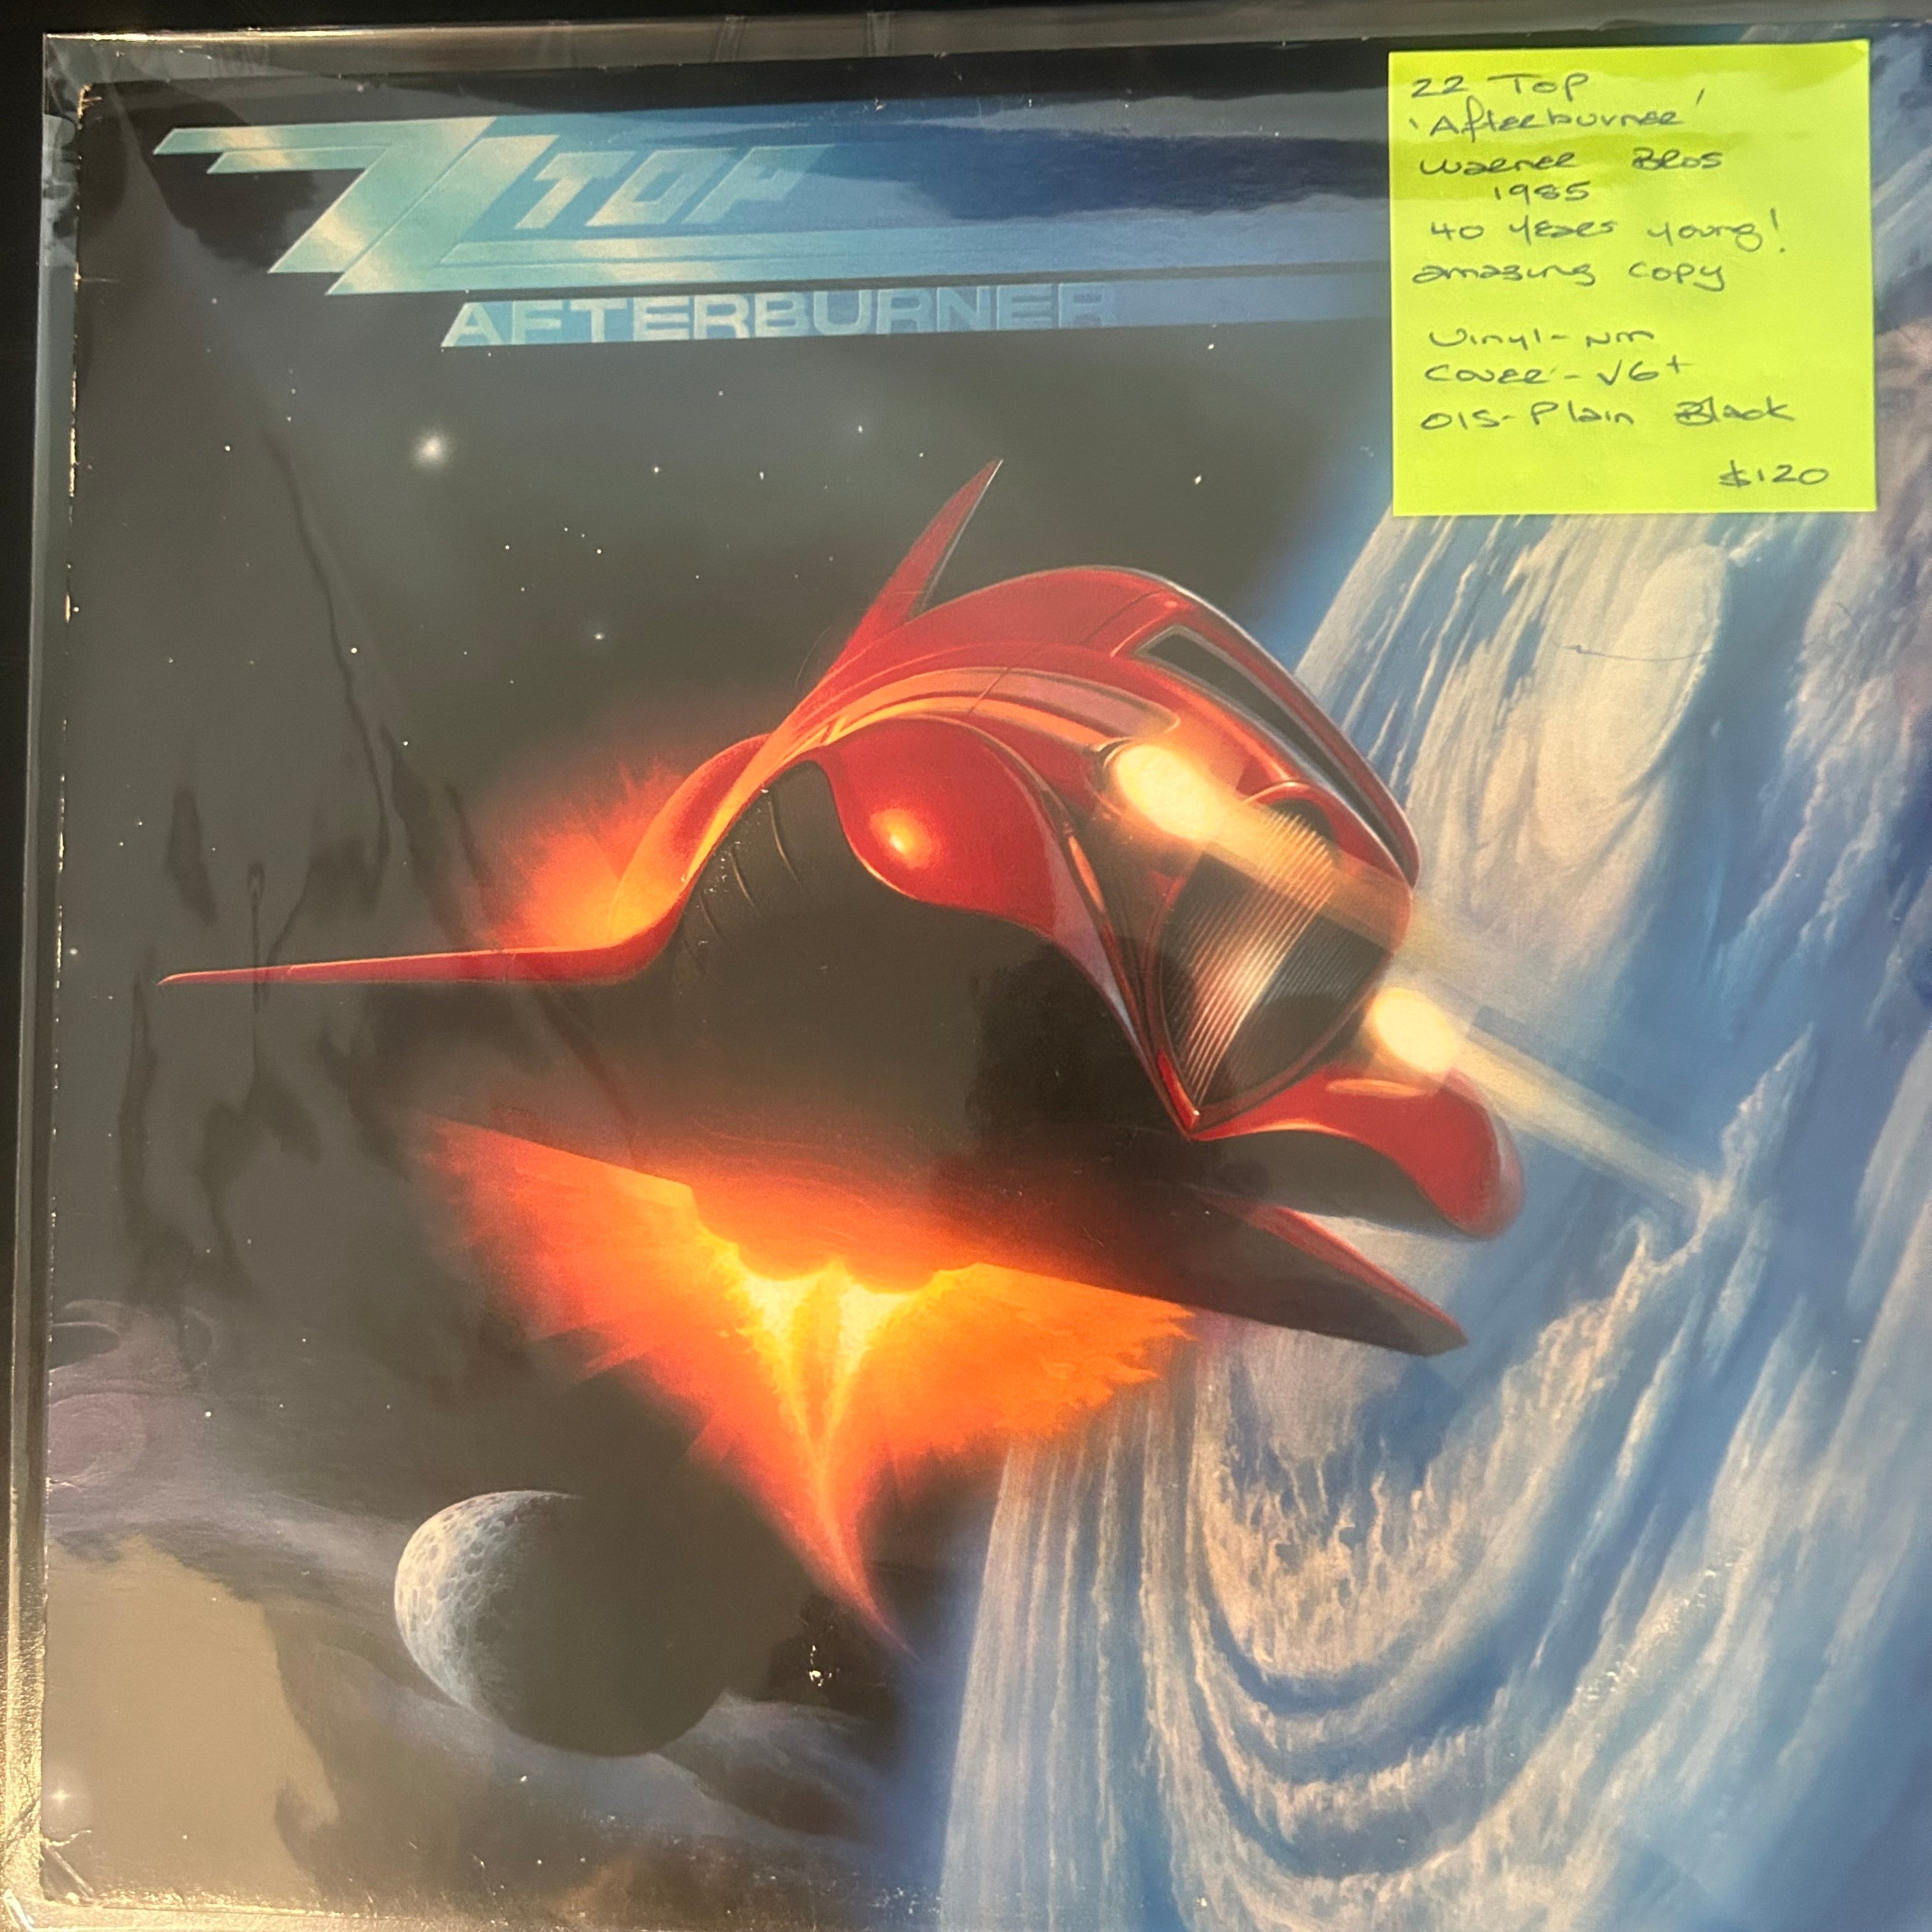 ZZ TOP
AFTERBURNER
ZZ Top
'Afterburner'
Warner Bros
1985
40 years young!
amazing copy
Vinyl - NM
Cover - VG+
OIS - Plain Black
$120